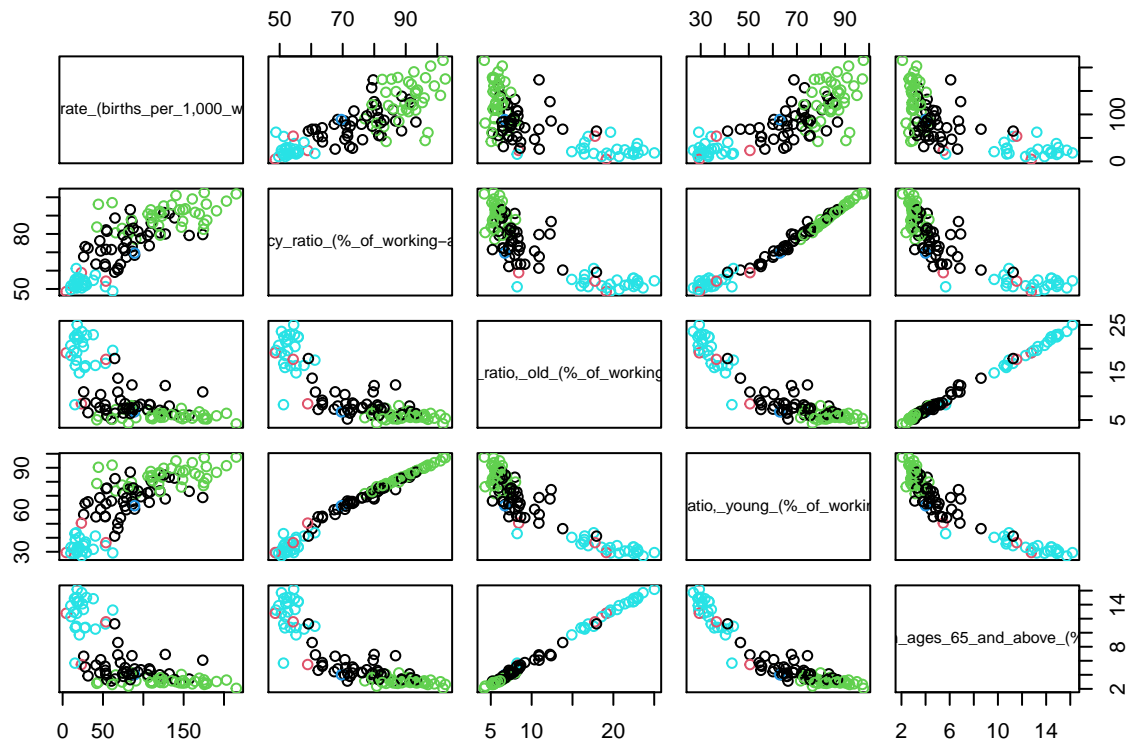 50 70 90
30 50 70 90
rate_(births_per_1,000_w
0 100
50 80
cy_ratio_(%_of_working−a
_ratio,_old_(%_of_working
5 15 25
30 60 90
ratio,_young_(%_of_workin
_ages_65_and_above_(%
2 8 14
0 50 150
5 10 20
2 6 10 14